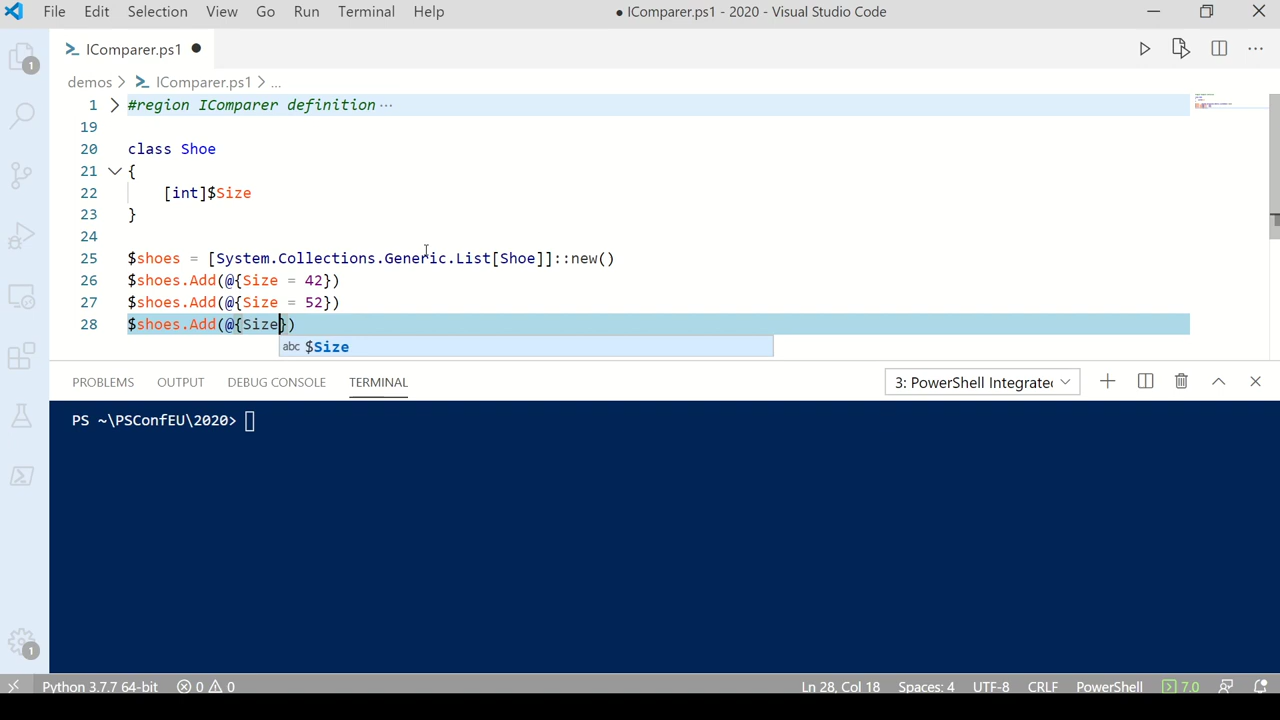 File Edit Selection View Go Run Terminal Help ● IComparer.ps1 - 2020 - Visual Studio Code
IComparer.ps1 ●
demos > IComparer.ps1 > ...
1 #region IComparer definition ···
19
20 class Shoe
21 {
22 [int]$Size
23 }
24
25 $shoes = [System.Collections.Generic.List[Shoe]]::new()
26 $shoes.Add(@{Size = 42})
27 $shoes.Add(@{Size = 52})
28 $shoes.Add(@{Size})
abc $Size
PROBLEMS OUTPUT DEBUG CONSOLE TERMINAL 3: PowerShell Integrate
PS ~\PSConfEU\2020>
1
1
Python 3.7.7 64-bit 0 0 Ln 28, Col 18 Spaces: 4 UTF-8 CRLF PowerShell 7.0